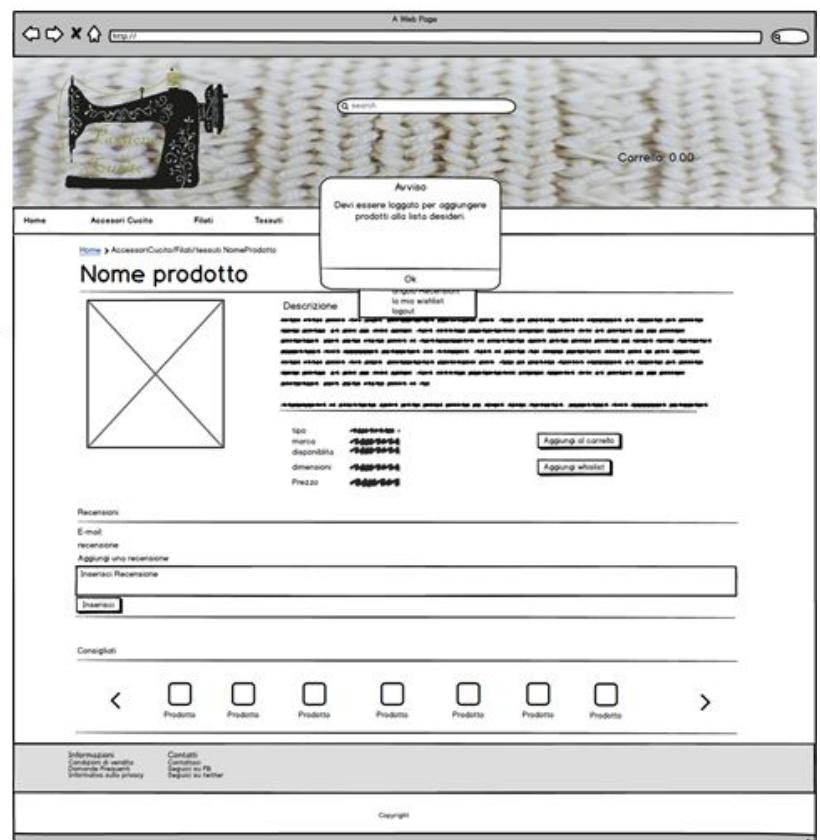 A Web Page
http://
search
Carrello: 0.00
Home Accessori Cucito Filati Tessuti
Avviso
Devi essere loggato per aggiungere
prodotti alla lista desideri.
Ok
la mia wishlist
logout
Home > AccessoriCucito/Filati/tessuti NomeProdotto
Nome prodotto
Descrizione
tipo
marca
disponiblita
dimensioni
Prezzo
Aggiungi al carrello
Aggiungi whislist
Recensioni
E-mail:
recensione
Aggiungi una recensione
Inserisci Recensione
Inserisci
Consigliati
Prodotto Prodotto Prodotto Prodotto Prodotto Prodotto Prodotto
Informazioni
Condizioni di vendita
Domande Frequenti
Informativa sulla privacy
Contatti
Contattaci
Seguici su FB
Seguici su twitter
Copyright